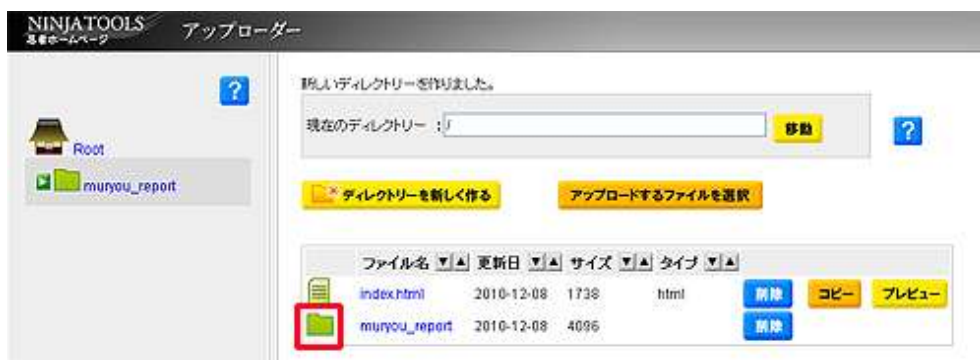 NINJATOOLS アップローダー
忍者ホームページ
?
新しいディレクトリーを作りました。
現在のディレクトリー : / 移動
?
Root
muryou_report
ディレクトリーを新しく作る アップロードするファイルを選択
ファイル名 ▼▲ 更新日 ▼▲ サイズ ▼▲ タイプ ▼▲
index.html 2010-12-08 1738 html 削除 コピー プレビュー
muryou_report 2010-12-08 4096 削除